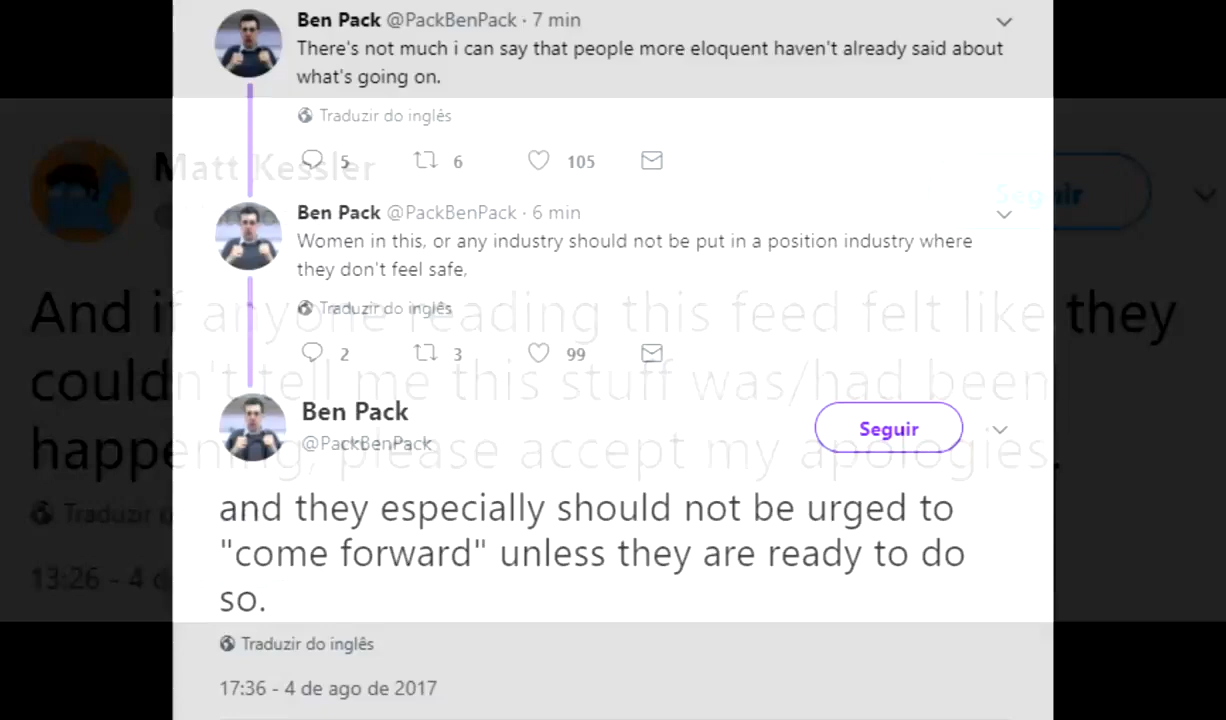 Ben Pack @PackBenPack · 7 min
There's not much i can say that people more eloquent haven't already said about
what's going on.
Traduzir do inglês
5 6 105
Ben Pack @PackBenPack · 6 min
Women in this, or any industry should not be put in a position industry where
they don't feel safe,
Traduzir do inglês
2 3 99
Ben Pack
@PackBenPack
Seguir
and they especially should not be urged to
"come forward" unless they are ready to do
so.
Traduzir do inglês
17:36 - 4 de ago de 2017
Matt Kessler
Seguir
And if anyone reading this feed felt like they
couldn't tell me this stuff was/had been
happening, please accept my apologies.
Traduzir
13:26 - 4